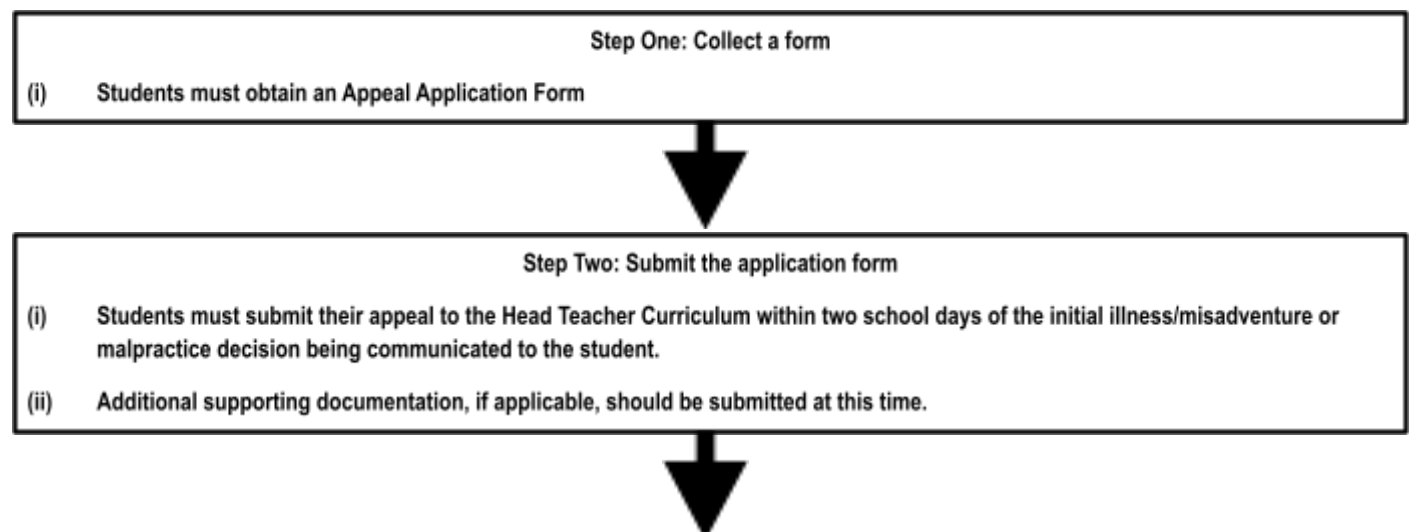 Step One: Collect a form
(i) Students must obtain an Appeal Application Form
Step Two: Submit the application form
(i) Students must submit their appeal to the Head Teacher Curriculum within two school days of the initial illness/misadventure or
malpractice decision being communicated to the student.
(ii) Additional supporting documentation, if applicable, should be submitted at this time.